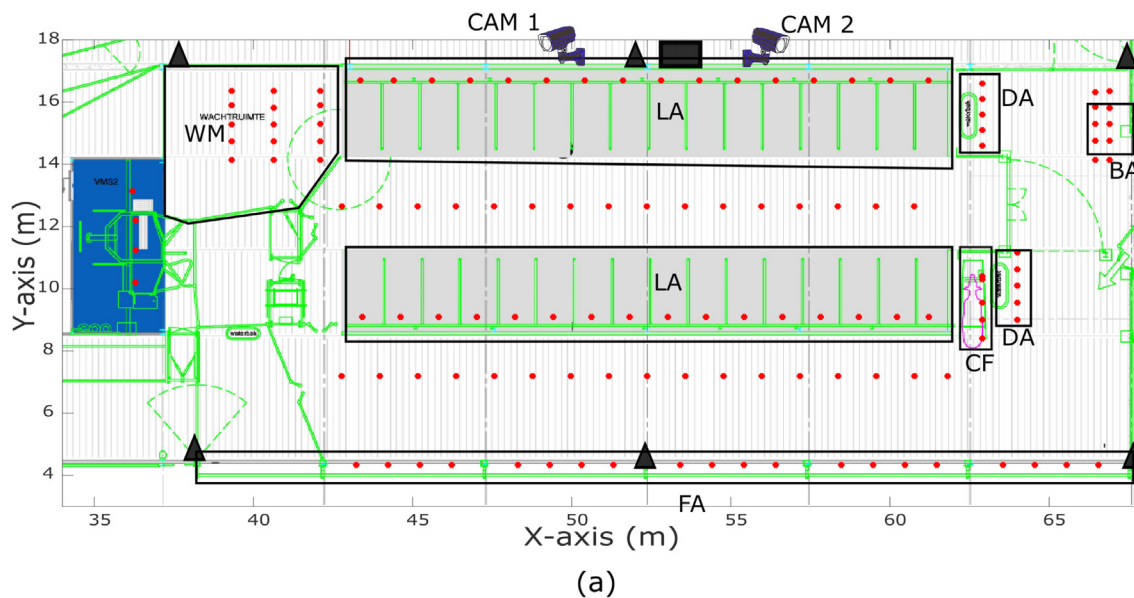 CAM 1
CAM 2
18
16
14
12
10
8
6
4
Y-axis (m)
WACHTRUIMTE
WM
LA
DA
BA
VM32
LA
waterbak
CF
DA
FA
35
40
45
50
55
60
65
X-axis (m)
(a)